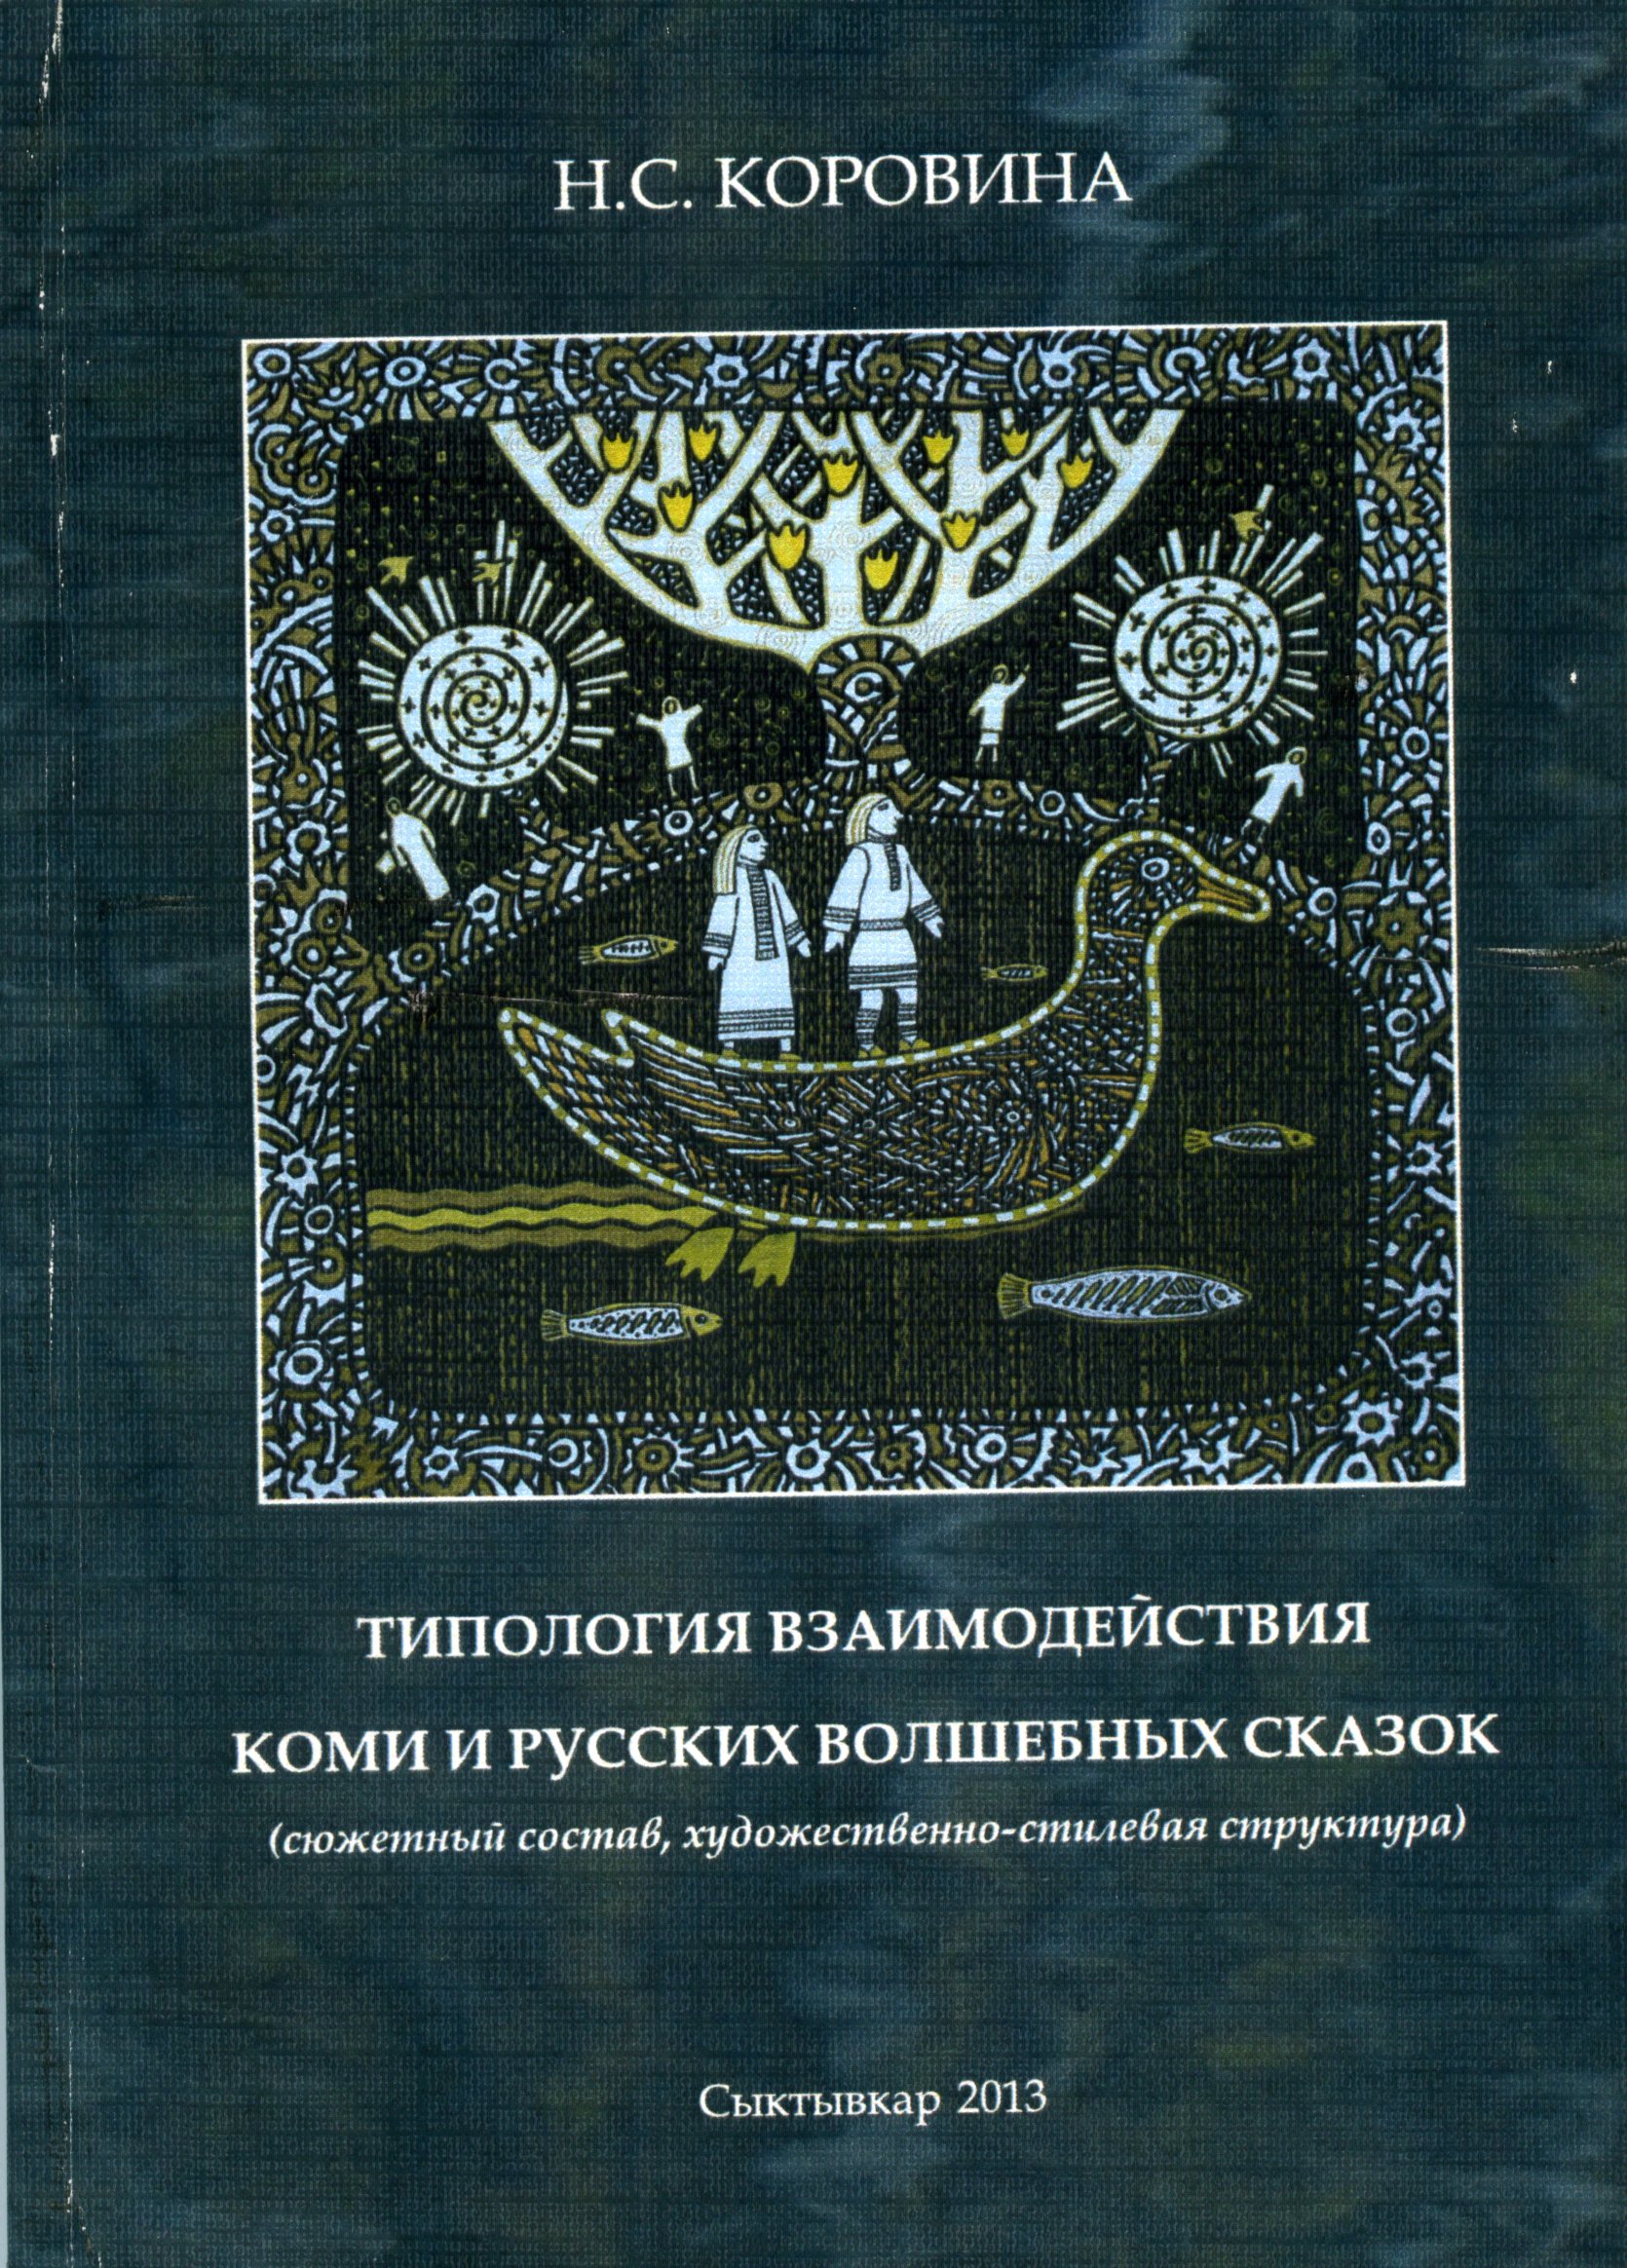 Н.С. КОРОВИНА
ТИПОЛОГИЯ ВЗАИМОДЕЙСТВИЯ
КОМИ И РУССКИХ ВОЛШЕБНЫХ СКАЗОК
(сюжетный состав, художественно-стилевая структура)
Сыктывкар 2013